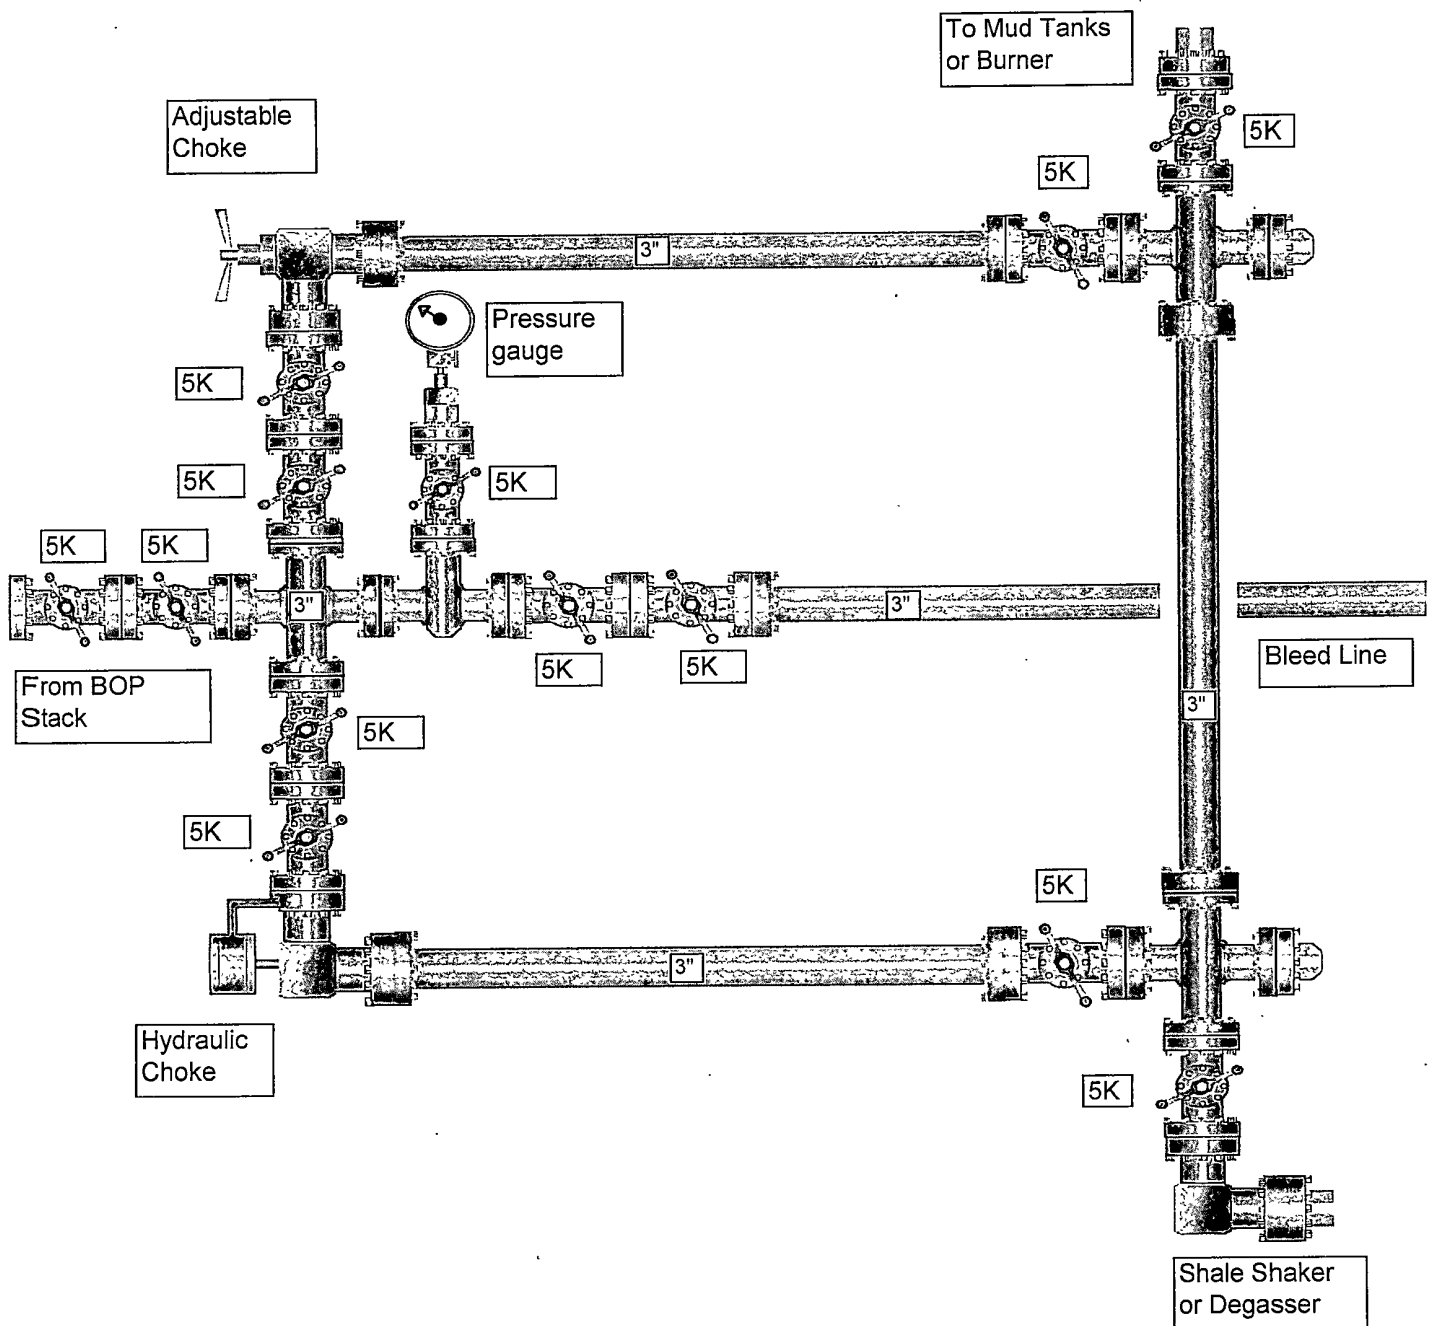 To Mud Tanks
or Burner
Adjustable
Choke
5K
5K
3"
Pressure
gauge
5K
5K
5K
5K
5K
3"
3"
5K
5K
Bleed Line
From BOP
Stack
3"
5K
5K
5K
3"
Hydraulic
Choke
5K
Shale Shaker
or Degasser